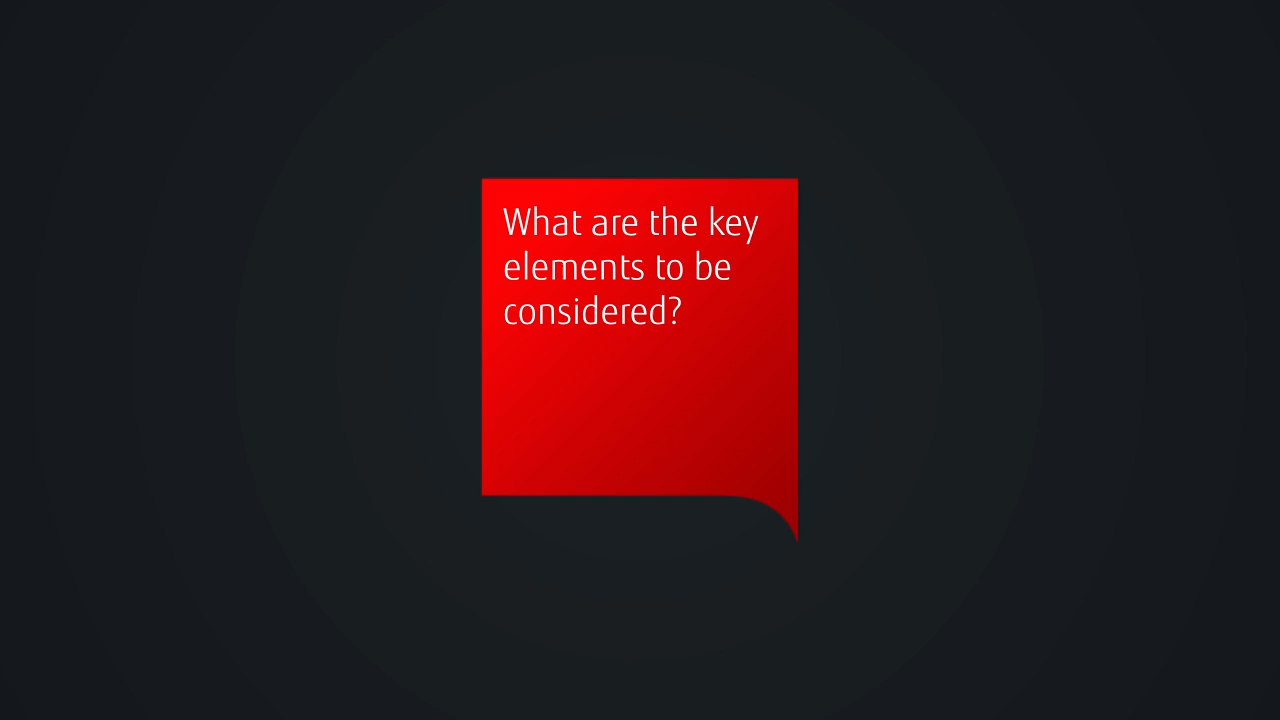 What are the key
elements to be
considered?